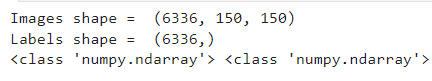 Images shape =  (6336, 150, 150)
Labels shape =  (6336,)
<class 'numpy.ndarray'> <class 'numpy.ndarray'>